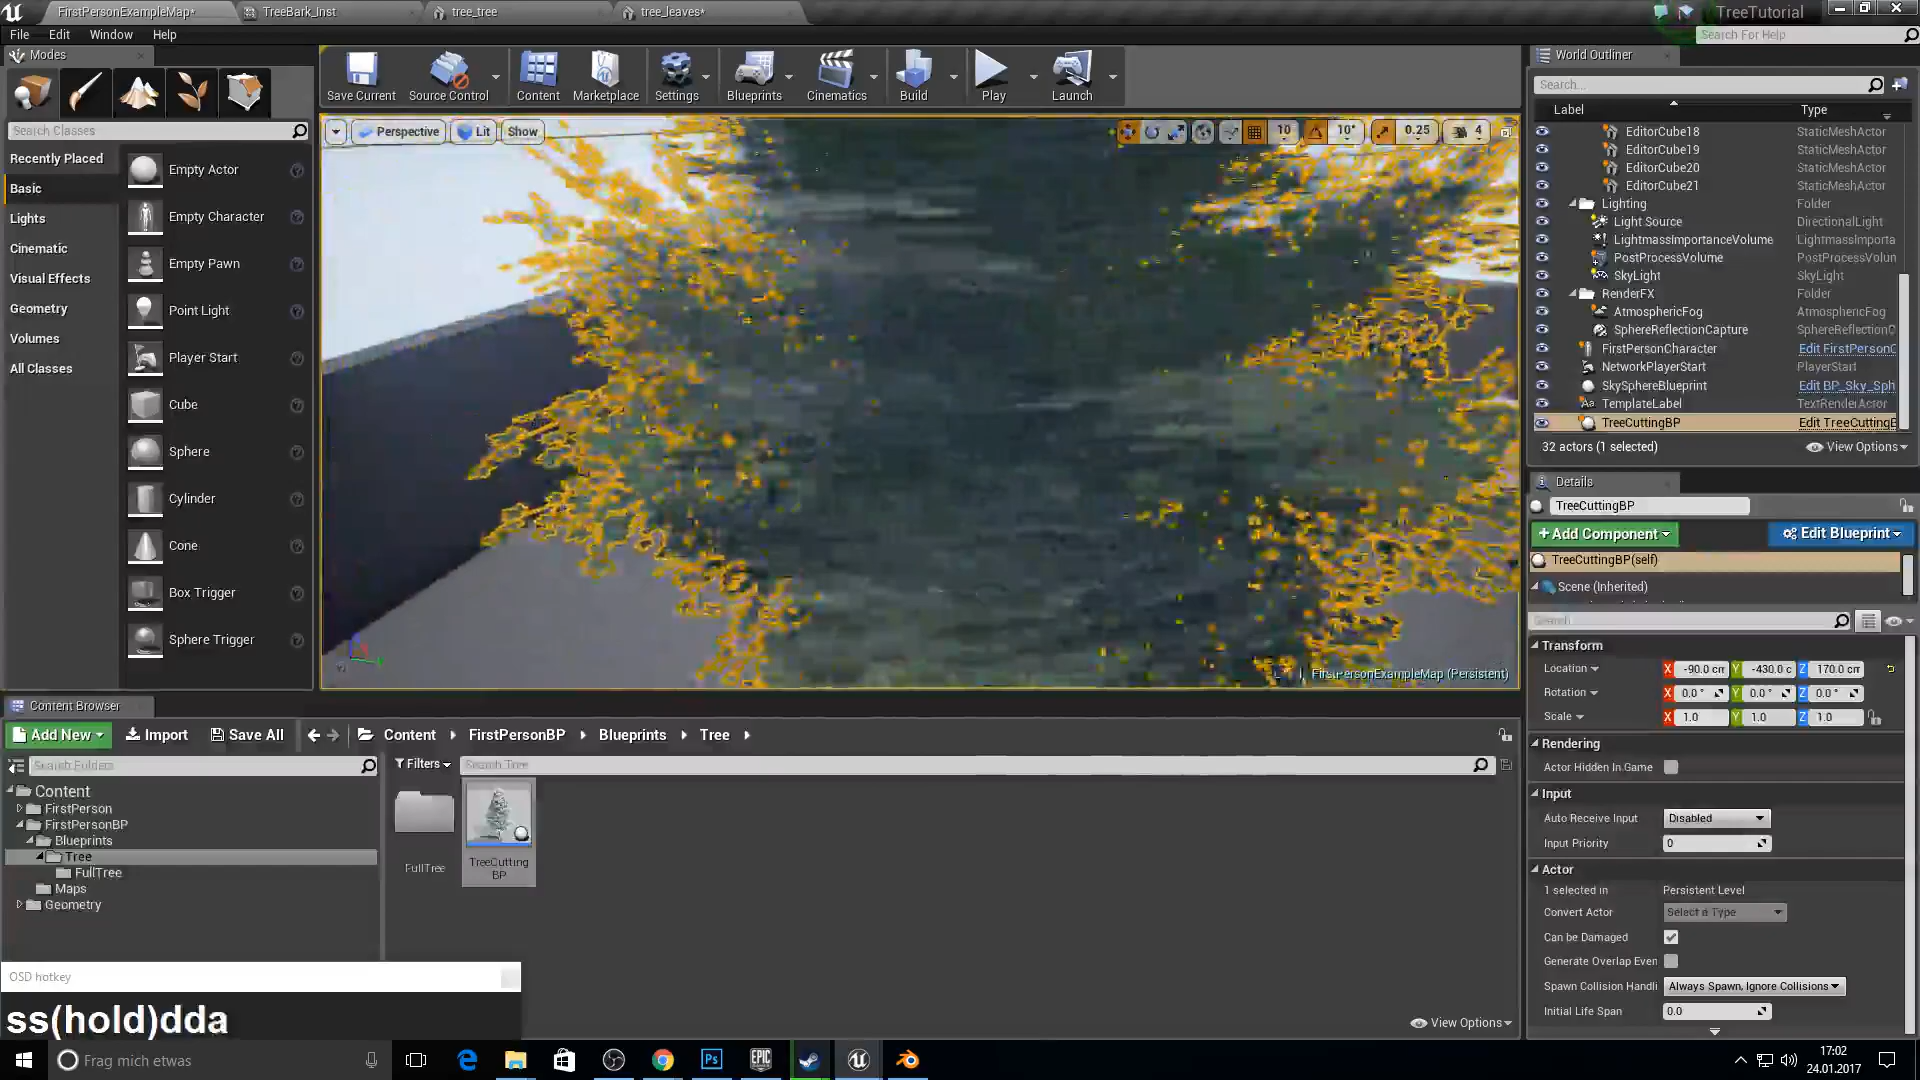 FirstPersonExampleMap*
TreeBark_Inst
tree_tree
tree_leaves*
TreeTutorial
File
Edit
Window
Help
Search For Help
Modes
Search Classes
Recently Placed
Basic
Lights
Cinematic
Visual Effects
Geometry
Volumes
All Classes
Empty Actor
Empty Character
Empty Pawn
Point Light
Player Start
Cube
Sphere
Cylinder
Cone
Box Trigger
Sphere Trigger
Save Current
Source Control
Content
Marketplace
Settings
Blueprints
Cinematics
Build
Play
Launch
Perspective
Lit
Show
10
10°
0.25
4
FirstPersonExampleMap (Persistent)
World Outliner
Search...
Label
Type
EditorCube18 StaticMeshActor
EditorCube19 StaticMeshActor
EditorCube20 StaticMeshActor
EditorCube21 StaticMeshActor
Lighting Folder
Light Source DirectionalLight
LightmassImportanceVolume LightmassImporta
PostProcessVolume PostProcessVolun
SkyLight SkyLight
RenderFX Folder
AtmosphericFog AtmosphericFog
SphereReflectionCapture SphereReflectionC
FirstPersonCharacter Edit FirstPersonC
NetworkPlayerStart PlayerStart
SkySphereBlueprint Edit BP_Sky_Sph
TemplateLabel TextRenderActor
TreeCuttingBP Edit TreeCuttingB
32 actors (1 selected)
View Options
Details
TreeCuttingBP
+Add Component
Edit Blueprint
TreeCuttingBP(self)
Scene (Inherited)
Search
Transform
Location X -90.0 cm Y -430.0 c Z 170.0 cm
Rotation X 0.0 ° Y 0.0 ° Z 0.0 °
Scale X 1.0 Y 1.0 Z 1.0
Rendering
Actor Hidden In Game
Input
Auto Receive Input Disabled
Input Priority 0
Actor
1 selected in Persistent Level
Convert Actor Select a Type
Can be Damaged
Generate Overlap Even
Spawn Collision Handli Always Spawn, Ignore Collisions
Initial Life Span 0.0
Content Browser
Add New
Import
Save All
Content
FirstPersonBP
Blueprints
Tree
Search Folders
Filters
Search Tree
Content
FirstPerson
FirstPersonBP
Blueprints
Tree
FullTree
Maps
Geometry
FullTree
TreeCutting
BP
View Options
OSD hotkey
ss(hold)dda
Frag mich etwas
Ps
EPIC
17:02
24.01.2017